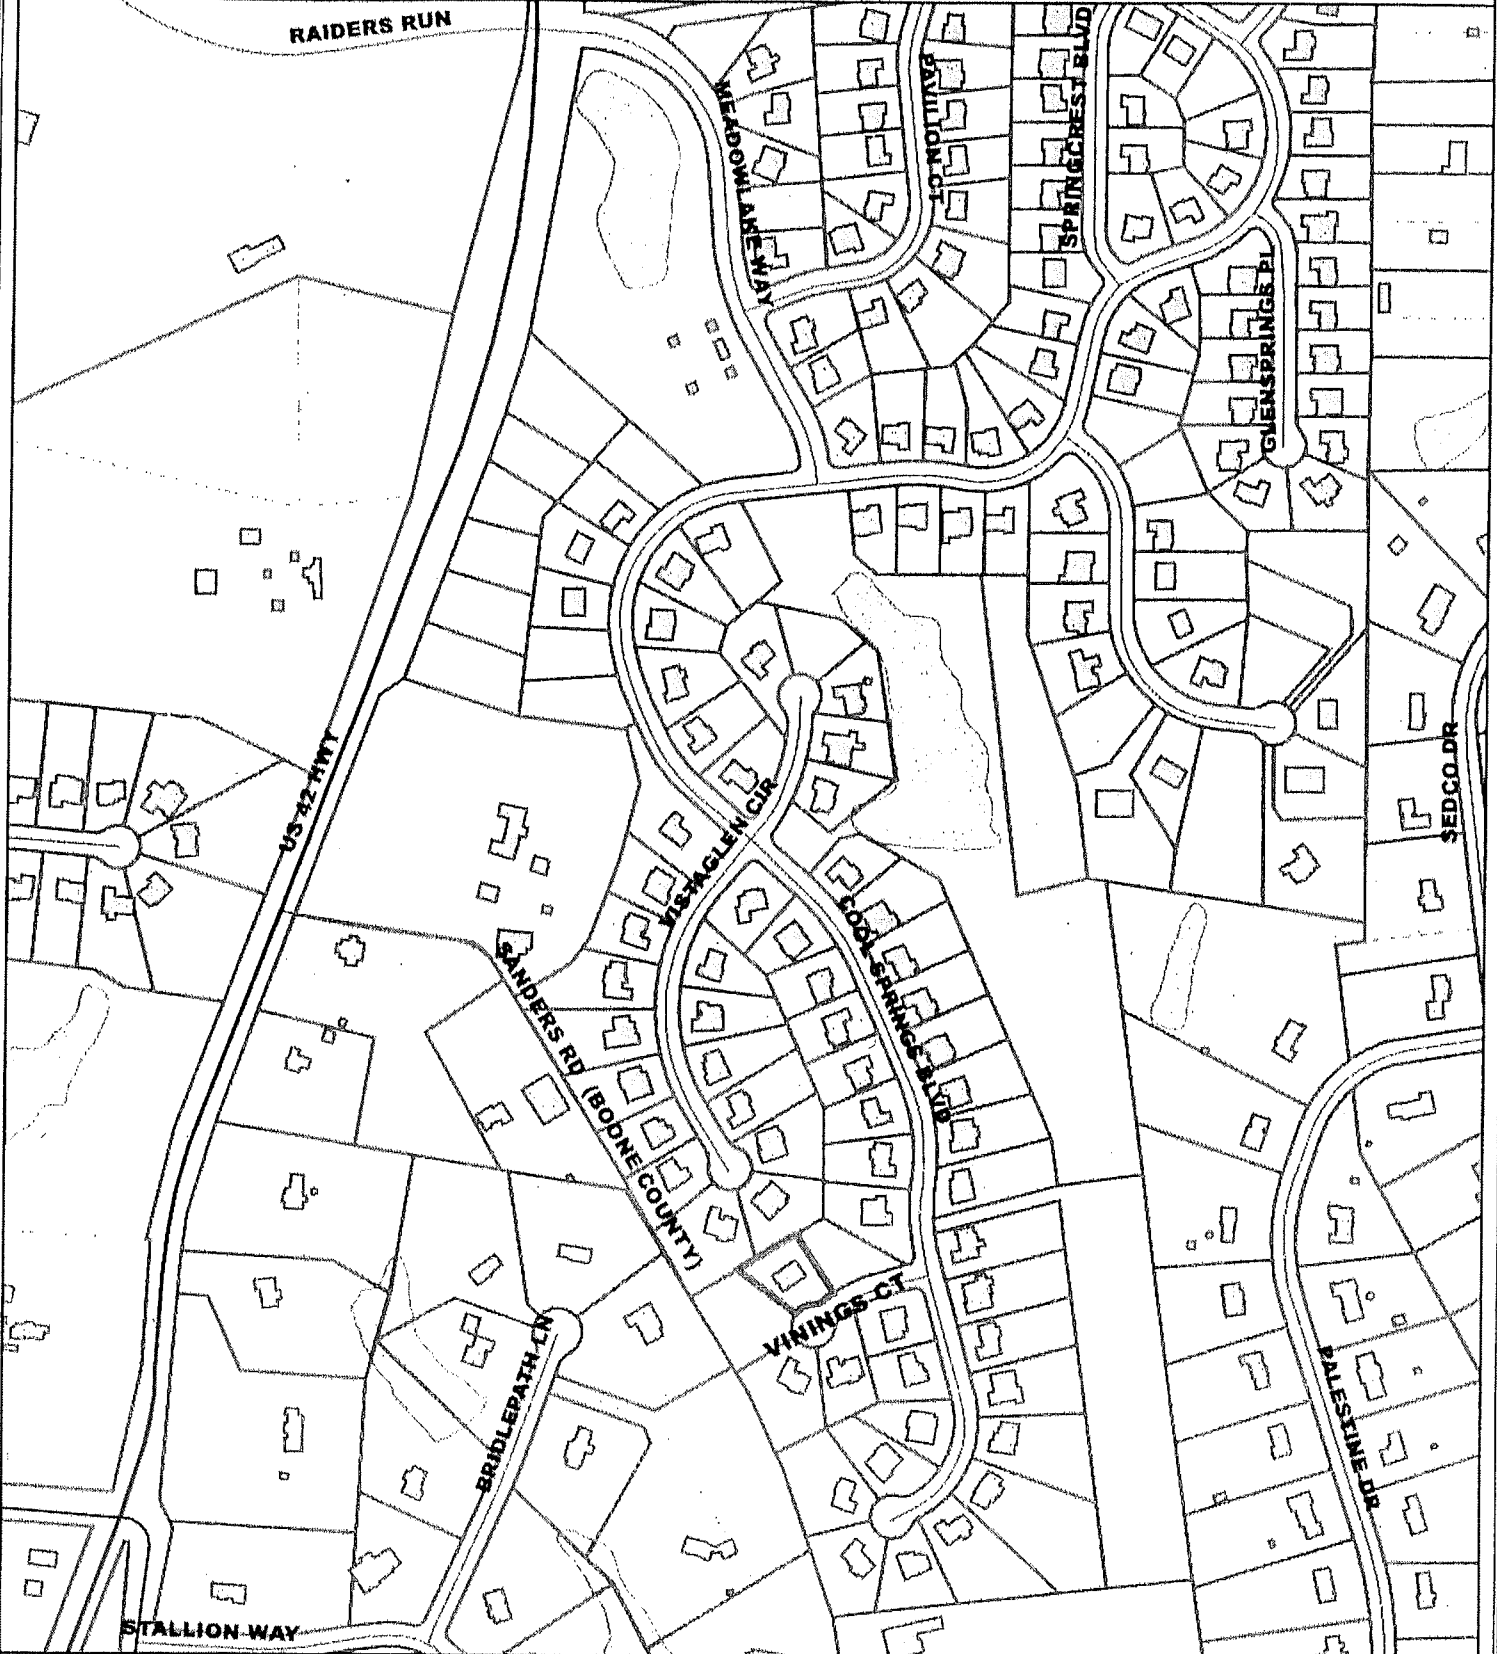 RAIDERS RUN
MEADOWLAKE WAY
PAVILION CT
SPRINGCREST BLVD
GLENSPRINGS PL
US 42 HWY
VISTAGLEN CIR
SEDCO DR
COOL SPRINGS BLVD
SANDERS RD (BOONE COUNTY)
VININGS CT
BRIDLEPATH LN
PALESTINE DR
STALLION WAY